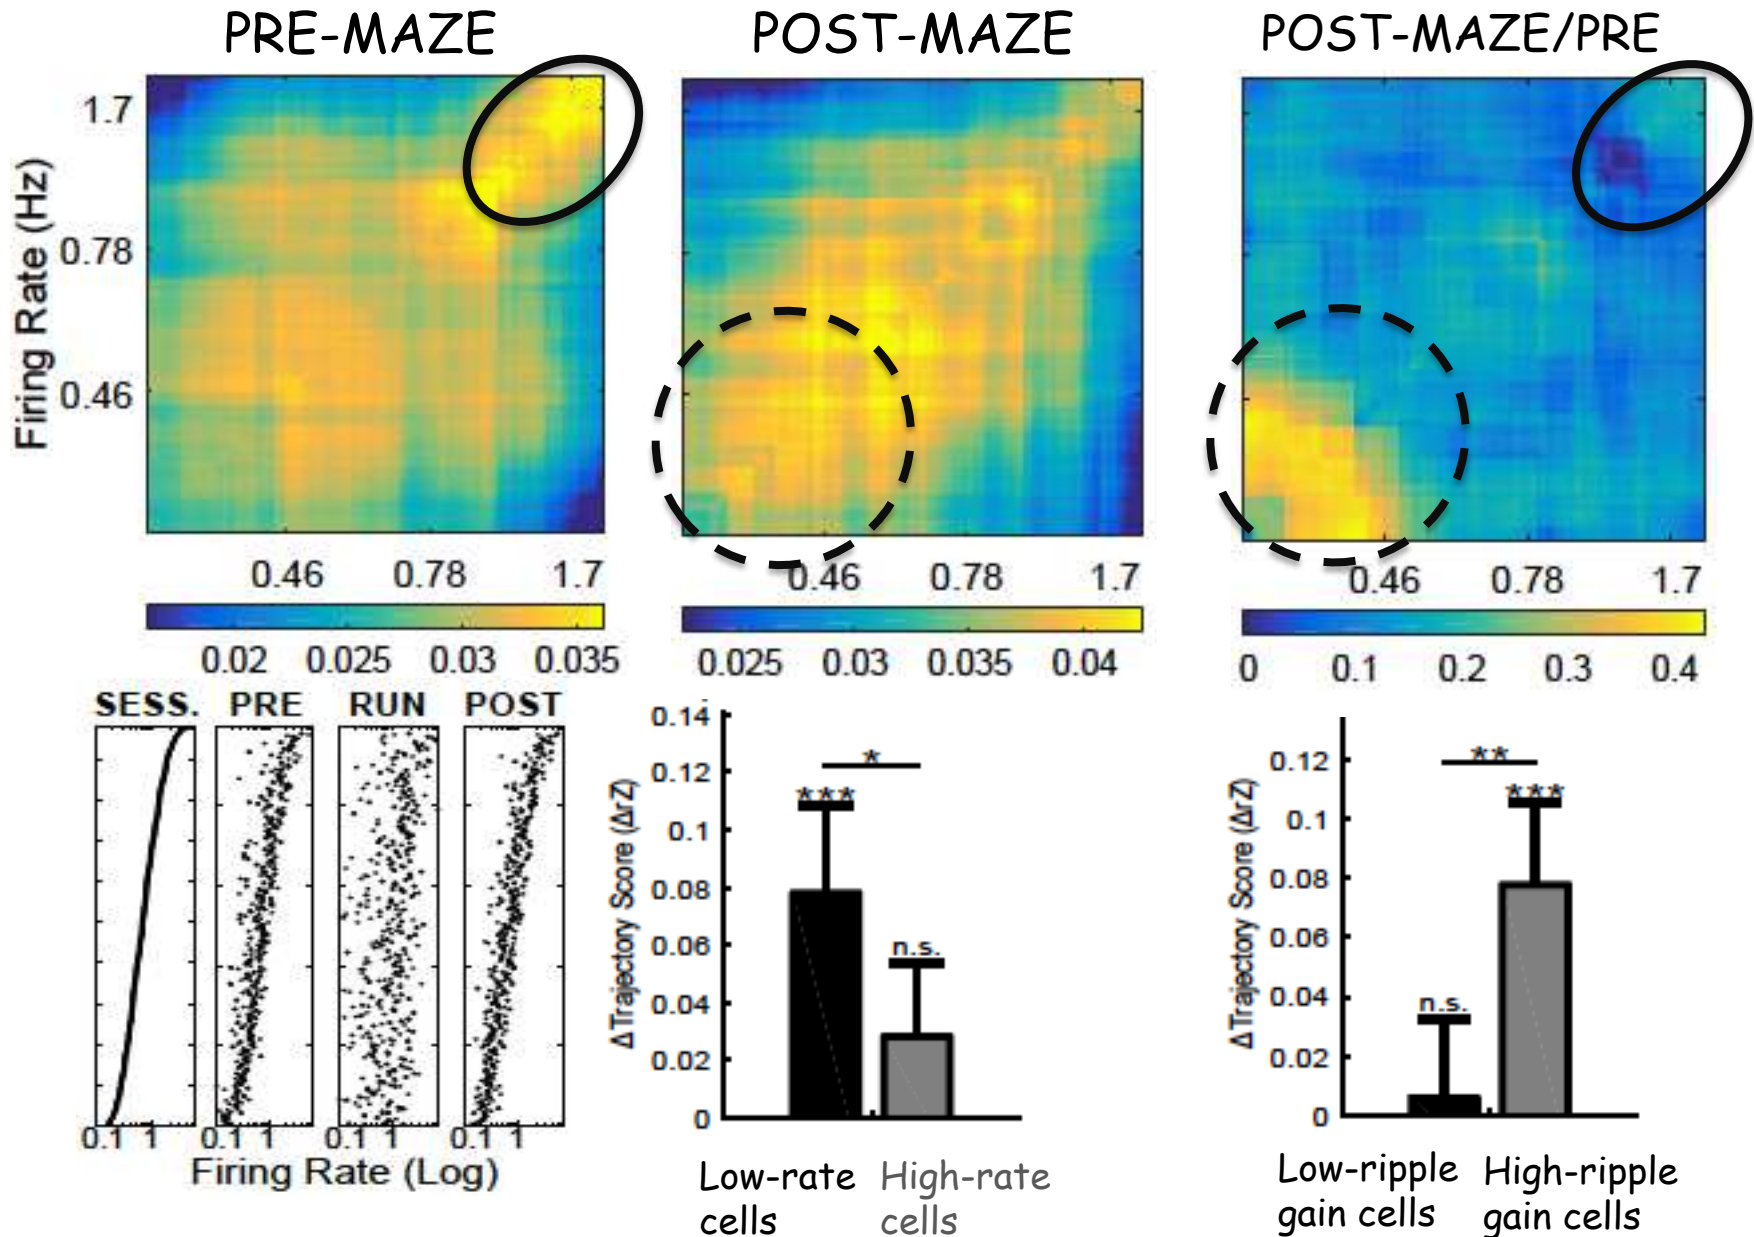 PRE-MAZE
POST-MAZE
POST-MAZE/PRE
Firing Rate (Hz)
1.7
0.78
0.46
0.46 0.78 1.7
0.46 0.78 1.7
0.46 0.78 1.7
0.02 0.025 0.03 0.035
0.025 0.03 0.035 0.04
0 0.1 0.2 0.3 0.4
SESS. PRE RUN POST
0.1 1 0.1 1 0.1 1 0.1 1
Firing Rate (Log)
Δ Trajectory Score (ΔrZ)
0.14
0.12
0.1
0.08
0.06
0.04
0.02
0
*
***
n.s.
Low-rate cells
High-rate cells
Δ Trajectory Score (ΔrZ)
0.12
0.1
0.08
0.06
0.04
0.02
0
**
***
n.s.
Low-ripple
gain cells
High-ripple
gain cells